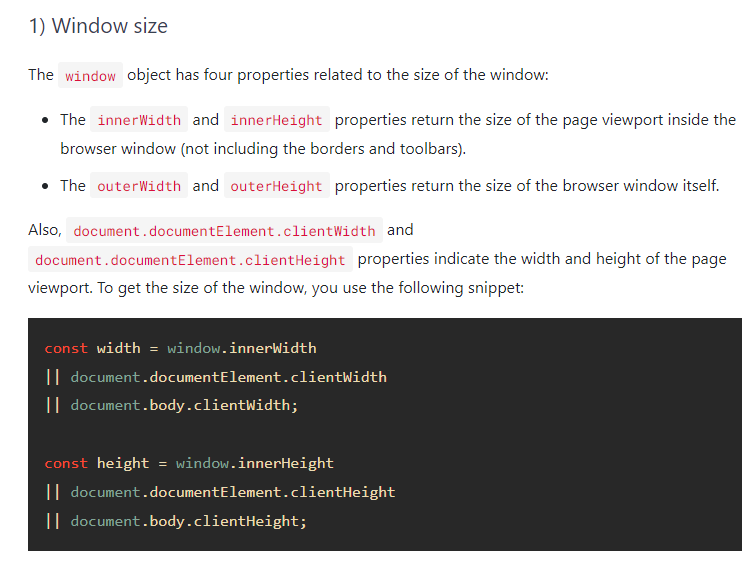 1) Window size
The window object has four properties related to the size of the window:
• The innerWidth and innerHeight properties return the size of the page viewport inside the
browser window (not including the borders and toolbars).
• The outerWidth and outerHeight properties return the size of the browser window itself.
Also, document.documentElement.clientWidth and
document.documentElement.clientHeight properties indicate the width and height of the page
viewport. To get the size of the window, you use the following snippet:
const width = window.innerWidth
|| document.documentElement.clientWidth
|| document.body.clientWidth;
const height = window.innerHeight
|| document.documentElement.clientHeight
|| document.body.clientHeight;